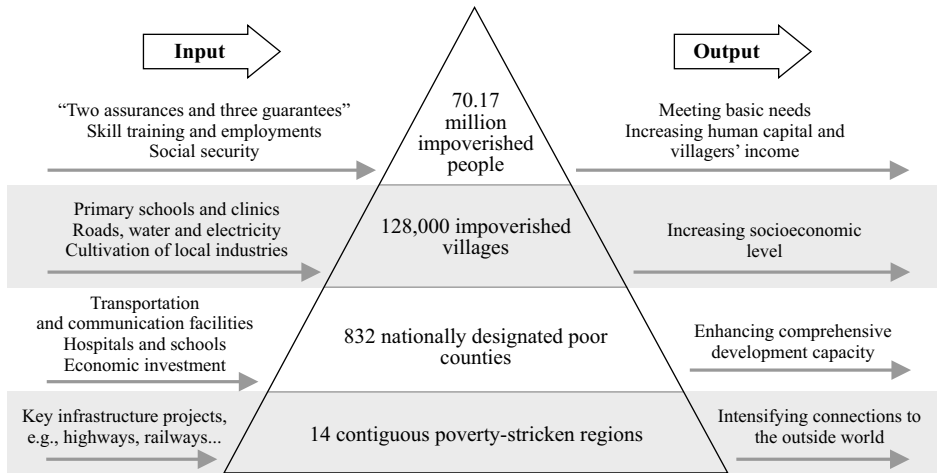 Input
Output
“Two assurances and three guarantees”
Skill training and employments
Social security
70.17
million
impoverished
people
Meeting basic needs
Increasing human capital and
villagers’ income
Primary schools and clinics
Roads, water and electricity
Cultivation of local industries
128,000 impoverished
villages
Increasing socioeconomic
level
Transportation
and communication facilities
Hospitals and schools
Economic investment
832 nationally designated poor
counties
Enhancing comprehensive
development capacity
Key infrastructure projects,
e.g., highways, railways...
14 contiguous poverty-stricken regions
Intensifying connections to
the outside world